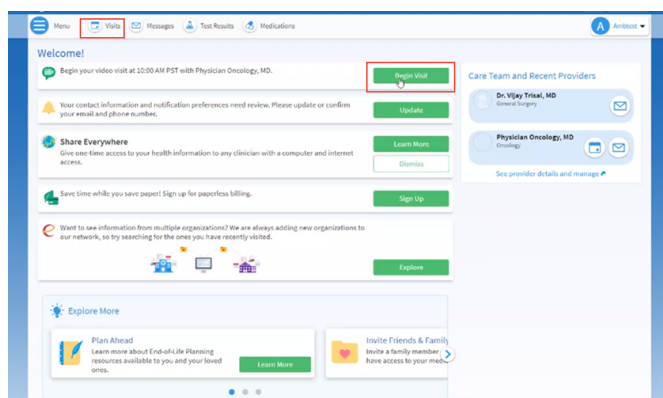 Menu
Visits
Messages
Test Results
Medications
A
Ambtest
Welcome!
Begin your video visit at 10:00 AM PST with Physician Oncology, MD.
Begin Visit
Your contact information and notification preferences need review. Please update or confirm
your email and phone number.
Update
Share Everywhere
Give one-time access to your health information to any clinician with a computer and internet
access.
Learn More
Dismiss
Save time while you save paper! Sign up for paperless billing.
Sign Up
Want to see information from multiple organizations? We are always adding new organizations to
our network, so try searching for the ones you have recently visited.
Explore
Care Team and Recent Providers
Dr. Vijay Trisal, MD
General Surgery
Physician Oncology, MD
Oncology
See provider details and manage
Explore More
Plan Ahead
Learn more about End-of-Life Planning
resources available to you and your loved
ones.
Learn More
Invite Friends & Family
Invite a family member
have access to your